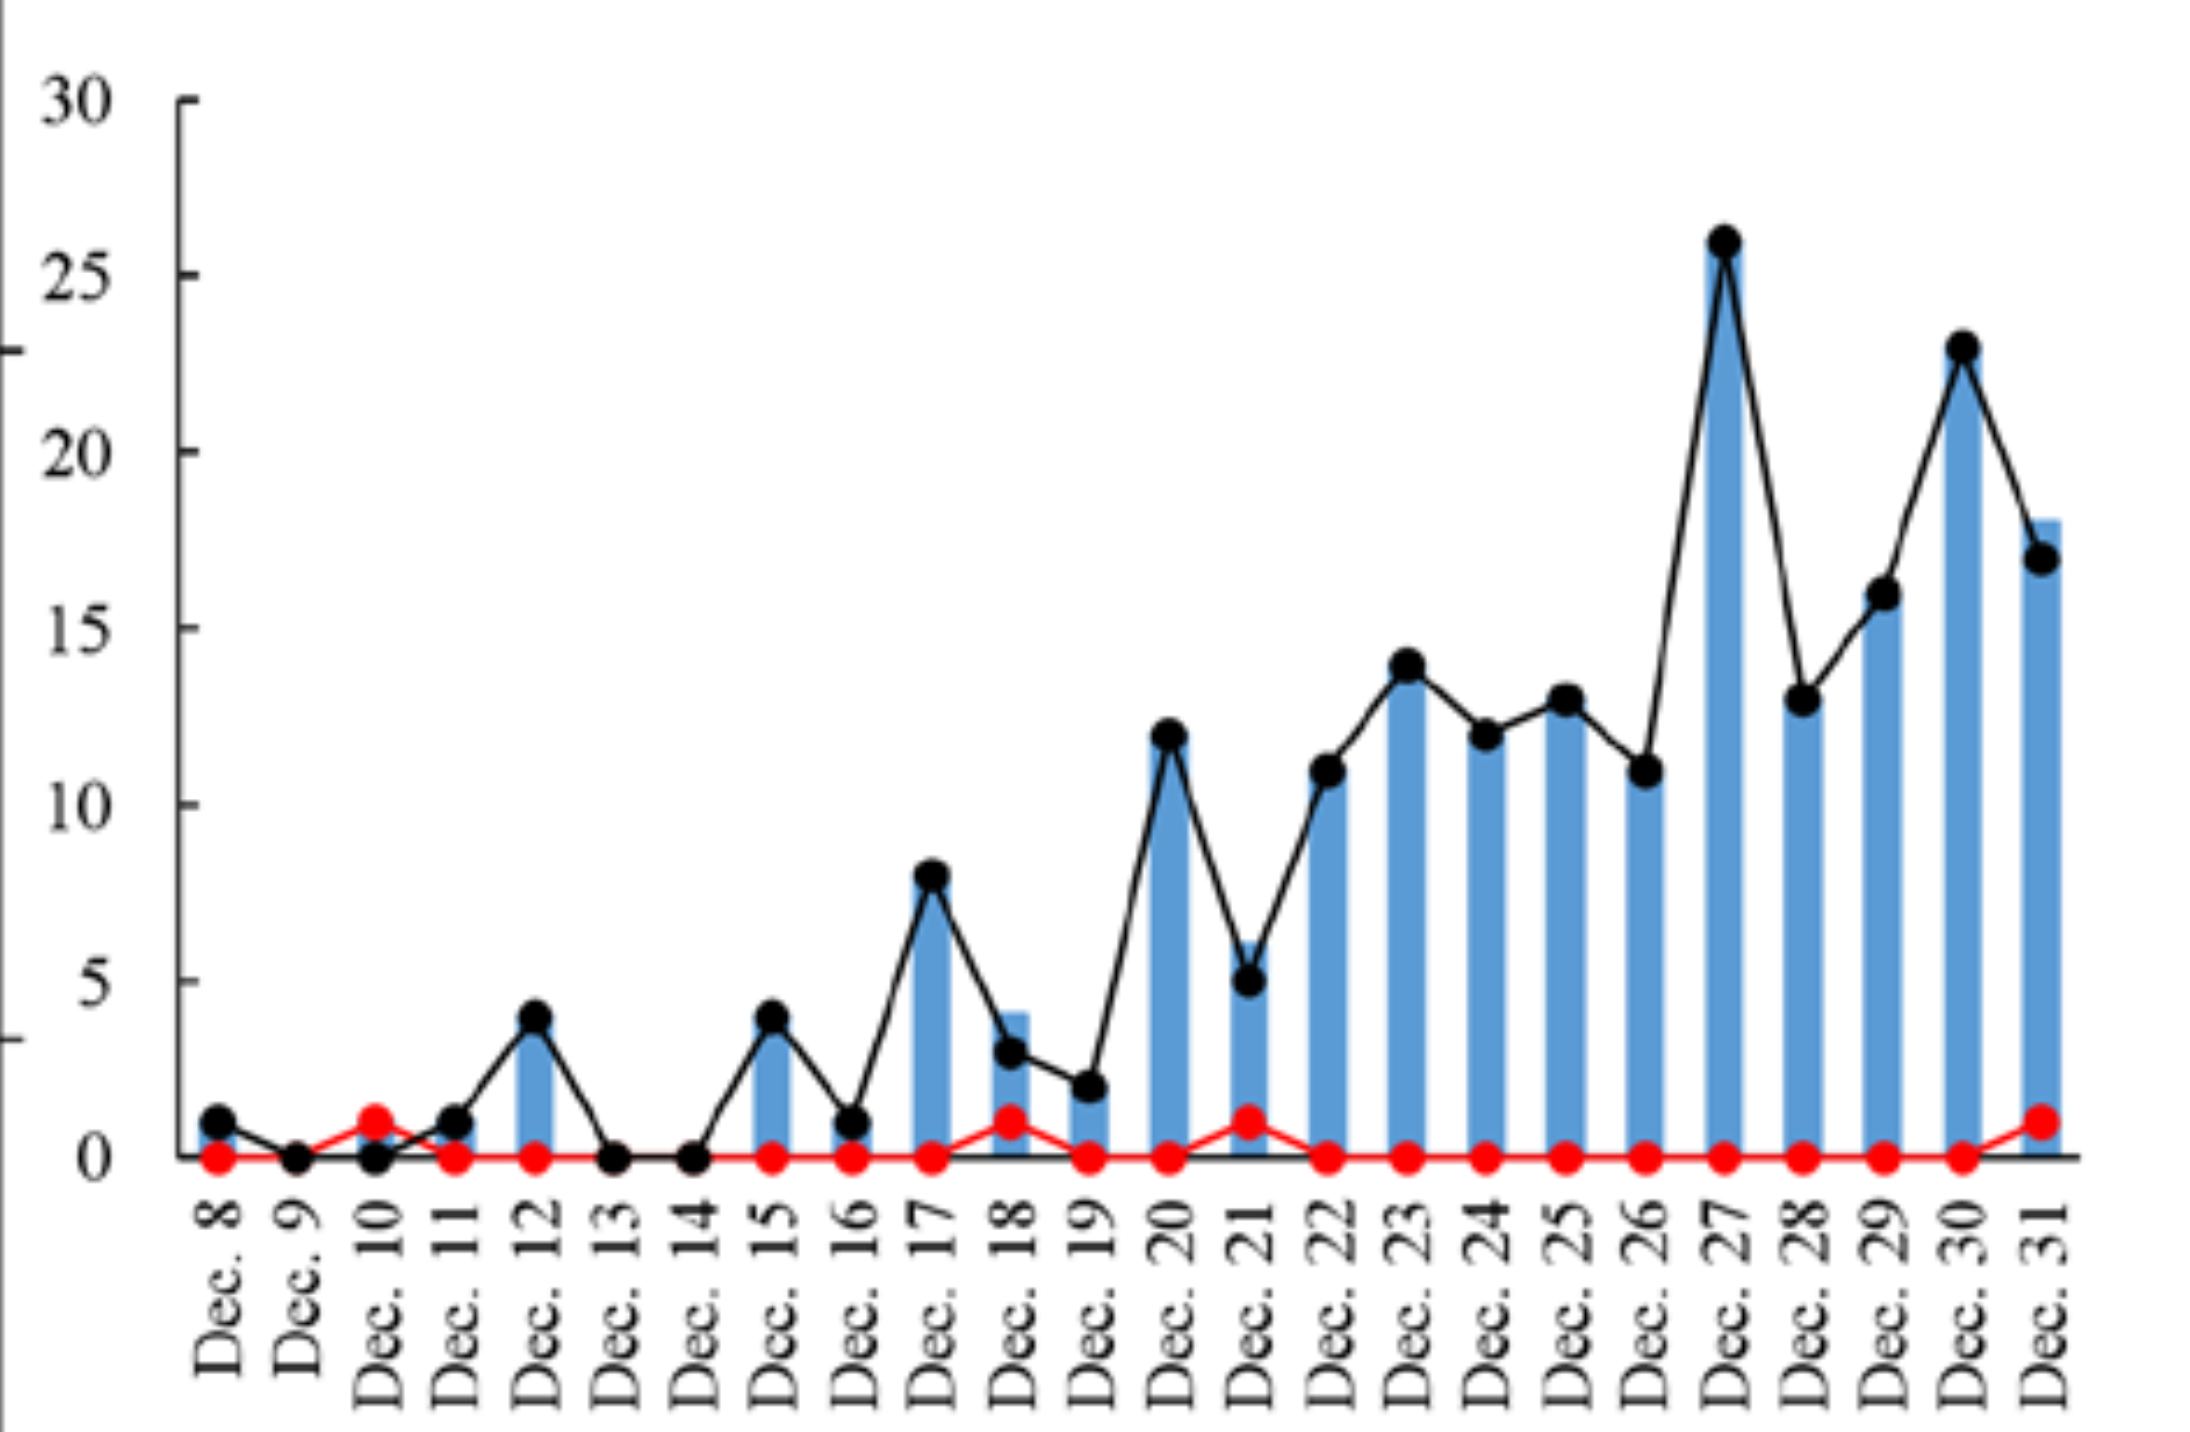 30
25
20
15
10
5
0
Dec. 8
Dec. 9
Dec. 10
Dec. 11
Dec. 12
Dec. 13
Dec. 14
Dec. 15
Dec. 16
Dec. 17
Dec. 18
Dec. 19
Dec. 20
Dec. 21
Dec. 22
Dec. 23
Dec. 24
Dec. 25
Dec. 26
Dec. 27
Dec. 28
Dec. 29
Dec. 30
Dec. 31